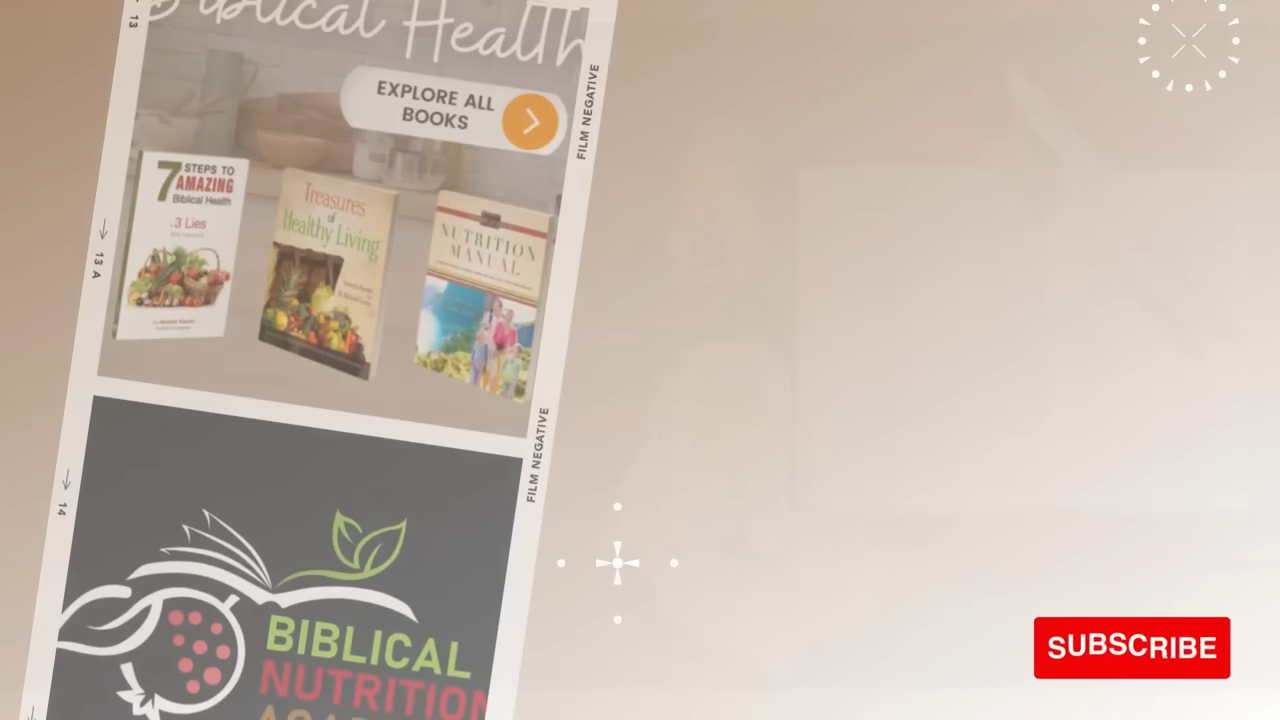 13
Biblical Health
EXPLORE ALL
BOOKS
FILM NEGATIVE
7 STEPS TO
AMAZING
Biblical Health
3 Lies
Treasures
of
Healthy Living
NUTRITION
MANUAL
13 A
FILM NEGATIVE
14
BIBLICAL
NUTRITION
SUBSCRIBE